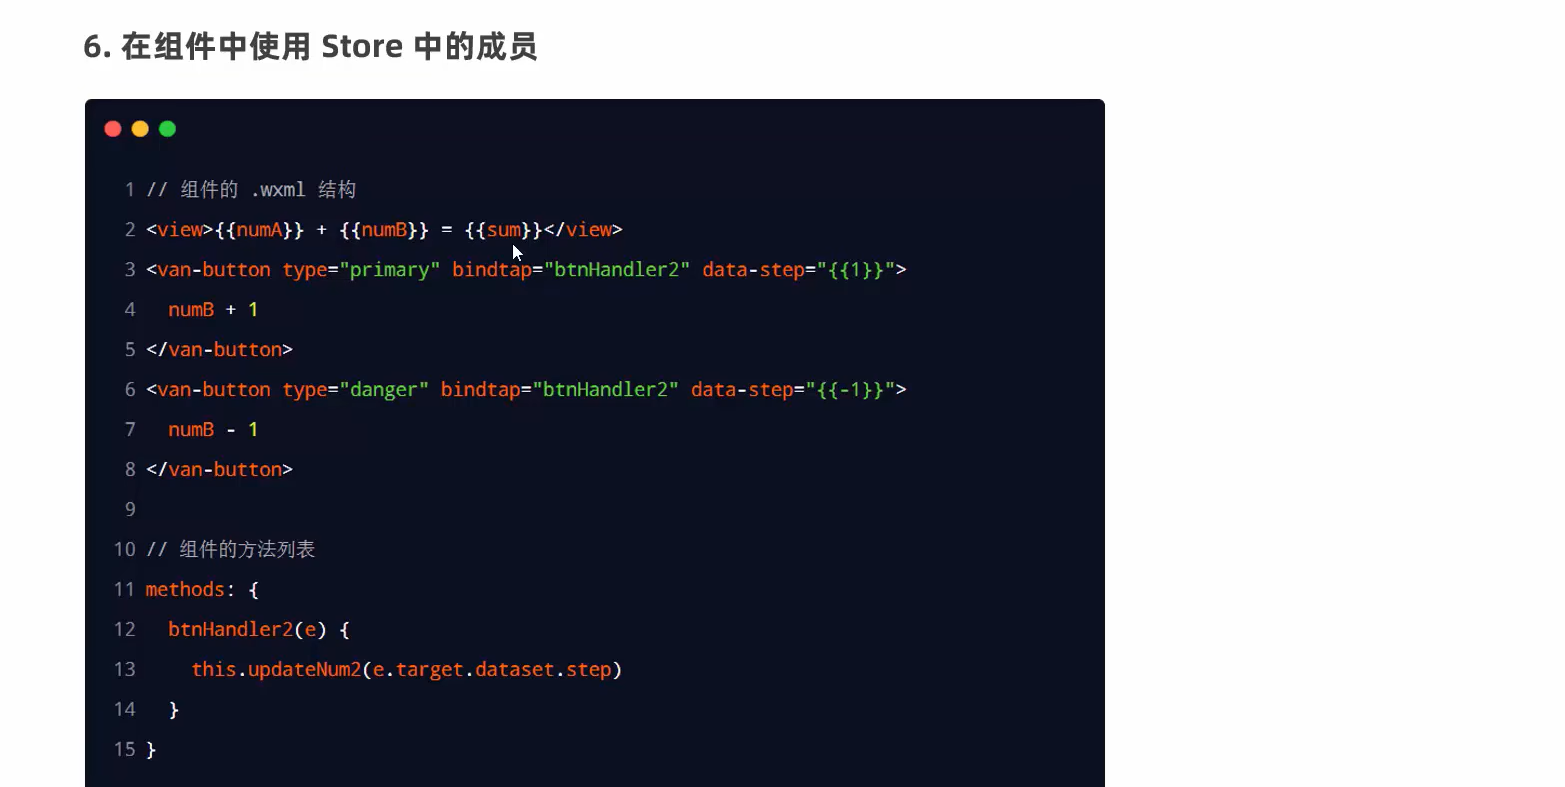 6. 在组件中使用 Store 中的成员
1 // 组件的 .wxml 结构
2 <view>{{numA}} + {{numB}} = {{sum}}</view>
3 <van-button type="primary" bindtap="btnHandler2" data-step="{{1}}">
4 numB + 1
5 </van-button>
6 <van-button type="danger" bindtap="btnHandler2" data-step="{{-1}}">
7 numB - 1
8 </van-button>
9
10 // 组件的方法列表
11 methods: {
12 btnHandler2(e) {
13 this.updateNum2(e.target.dataset.step)
14 }
15 }